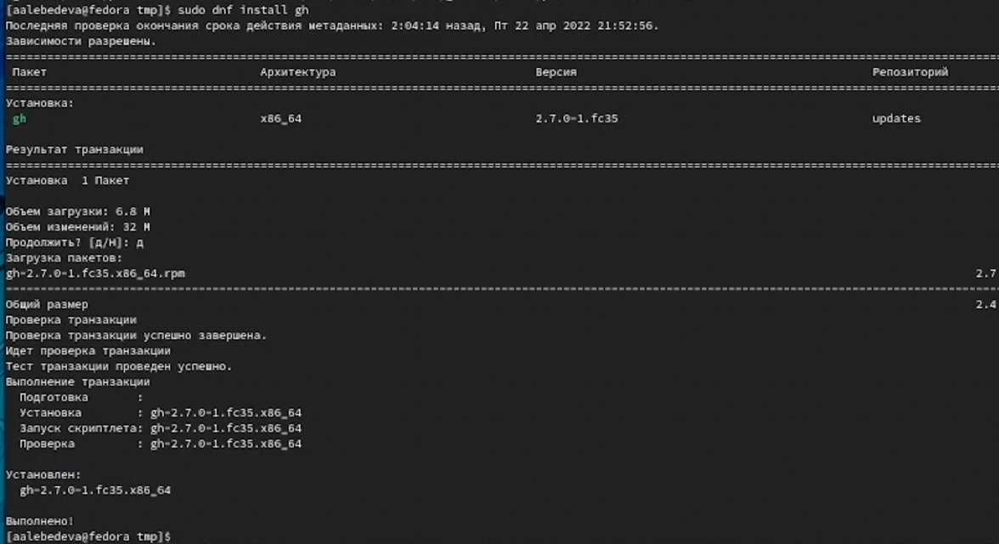 [aalebedeva@fedora tmp]$ sudo dnf install gh
Последняя проверка окончания срока действия метаданных: 2:04:14 назад, Пт 22 апр 2022 21:52:56.
Зависимости разрешены.
Пакет Архитектура Версия Репозиторий
Установка:
gh x86_64 2.7.0-1.fc35 updates
Результат транзакции
Установка 1 Пакет
Объем загрузки: 6.8 M
Объем изменений: 32 M
Продолжить? [д/Н]: д
Загрузка пакетов:
gh-2.7.0-1.fc35.x86_64.rpm 2.7
Общий размер 2.4
Проверка транзакции
Проверка транзакции успешно завершена.
Идет проверка транзакции
Тест транзакции проведен успешно.
Выполнение транзакции
Подготовка :
Установка : gh-2.7.0-1.fc35.x86_64
Запуск скриптлета: gh-2.7.0-1.fc35.x86_64
Проверка : gh-2.7.0-1.fc35.x86_64
Установлен:
gh-2.7.0-1.fc35.x86_64
Выполнено!
[aalebedeva@fedora tmp]$